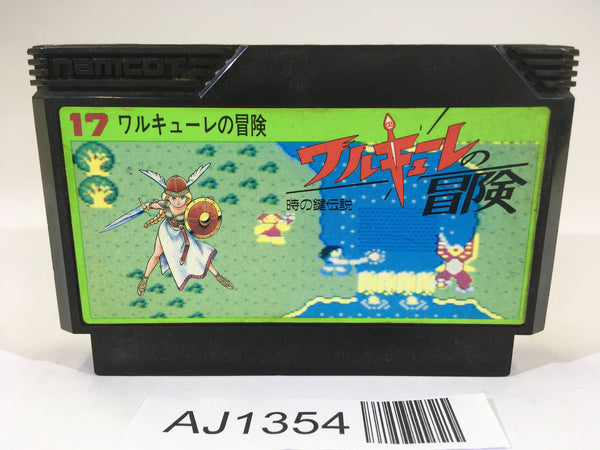 namcot
17 ワルキューレの冒険
ワルキューレの
冒険
時の鍵伝説
AJ1354